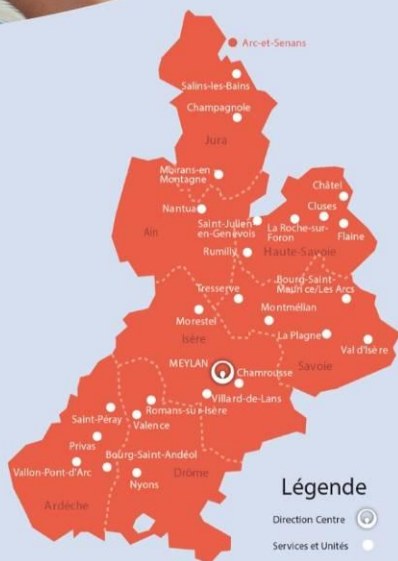 Arc-et-Senans
Salins-les-Bains
Champagnole
Jura
Moirans-en
Montagne
Châtel
Cluses
Nantua
Saint-Julien
en-Genévois
La Roche-sur-
Foron
Flaine
Ain
Rumilly
Haute-Savoie
Tresserve
Bourg-Saint-
Maurice/Les Arcs
Montmélian
Morestel
Isère
La Plagne
Val d'Isère
MEYLAN
Chamrousse
Savoie
Villard-de-Lans
Romans-sur-Isère
Saint-Péray
Valence
Privas
Bourg-Saint-Andéol
Vallon-Pont-d'Arc
Drôme
Nyons
Ardèche
Légende
Direction Centre
Services et Unités